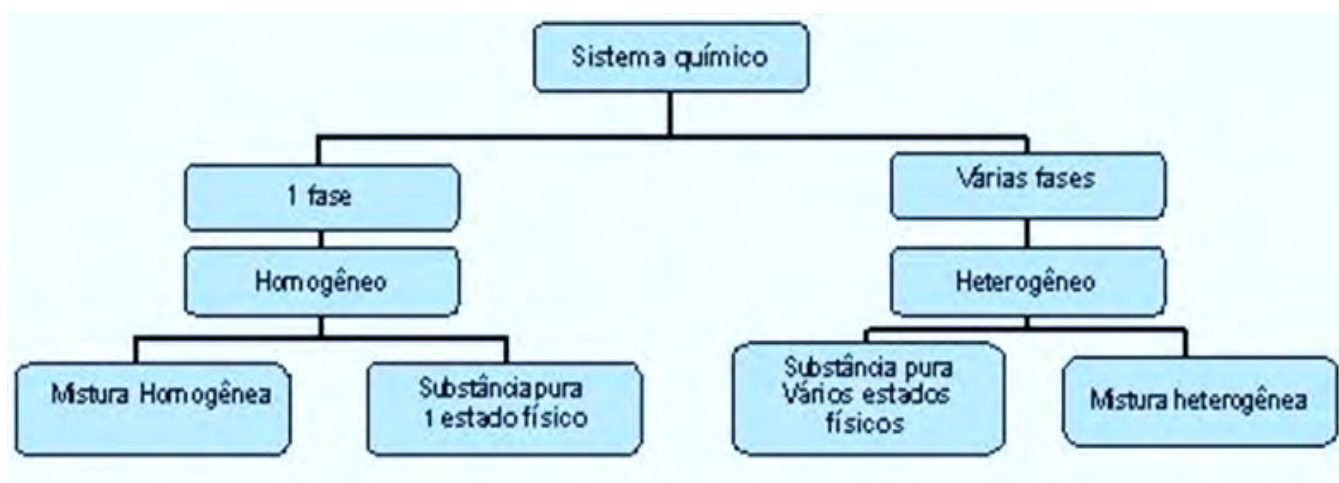 Sistema químico
1 fase
Várias fases
Homogêneo
Heterogêneo
Mistura Homogênea
Substância pura
1 estado físico
Substância pura
Vários estados
físicos
Mistura heterogênea